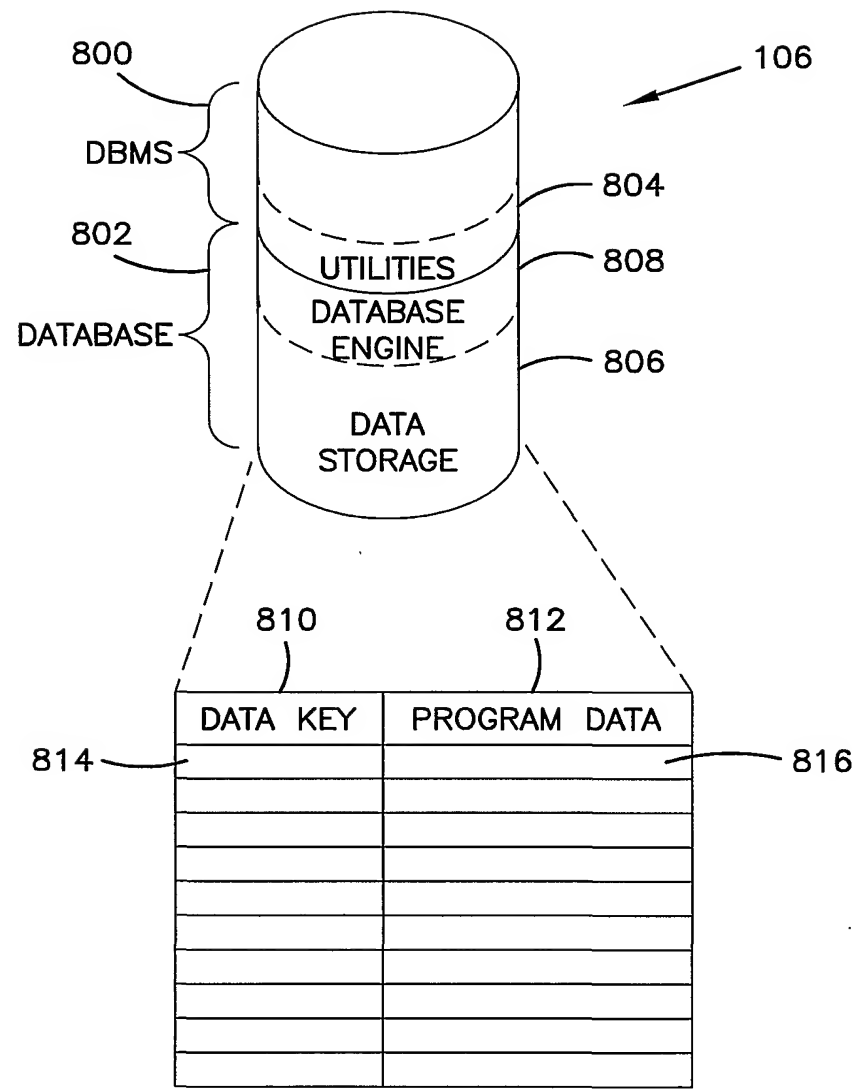 800
106
DBMS
804
802
UTILITIES
808
DATABASE
DATABASE
ENGINE
806
DATA
STORAGE
810
812
DATA KEY
PROGRAM DATA
814
816